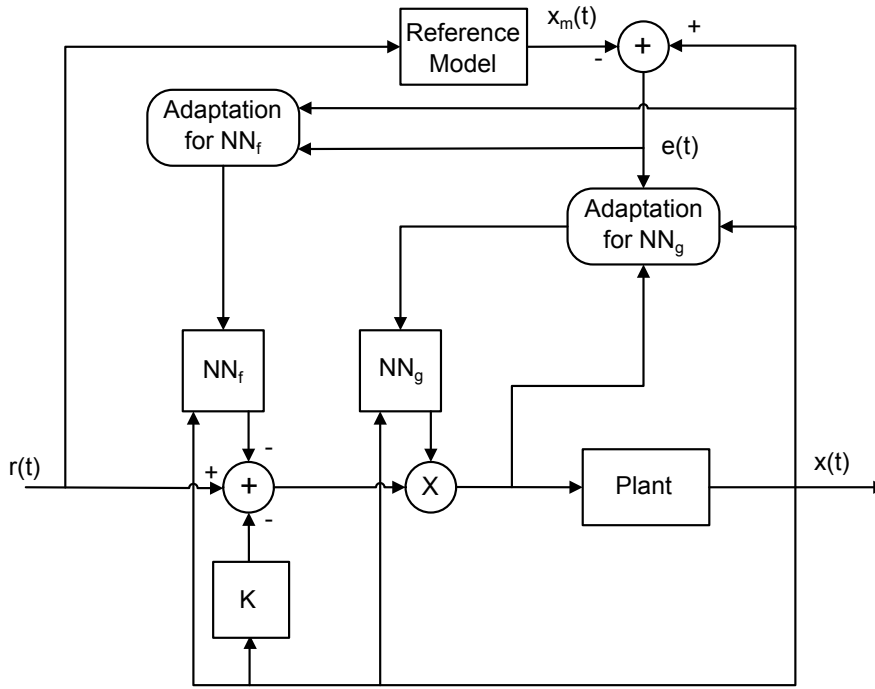 x_m(t)
Reference
Model
-
+
+
Adaptation
for NN_f
e(t)
Adaptation
for NN_g
NN_f
NN_g
-
r(t)
+
+
-
X
Plant
x(t)
K